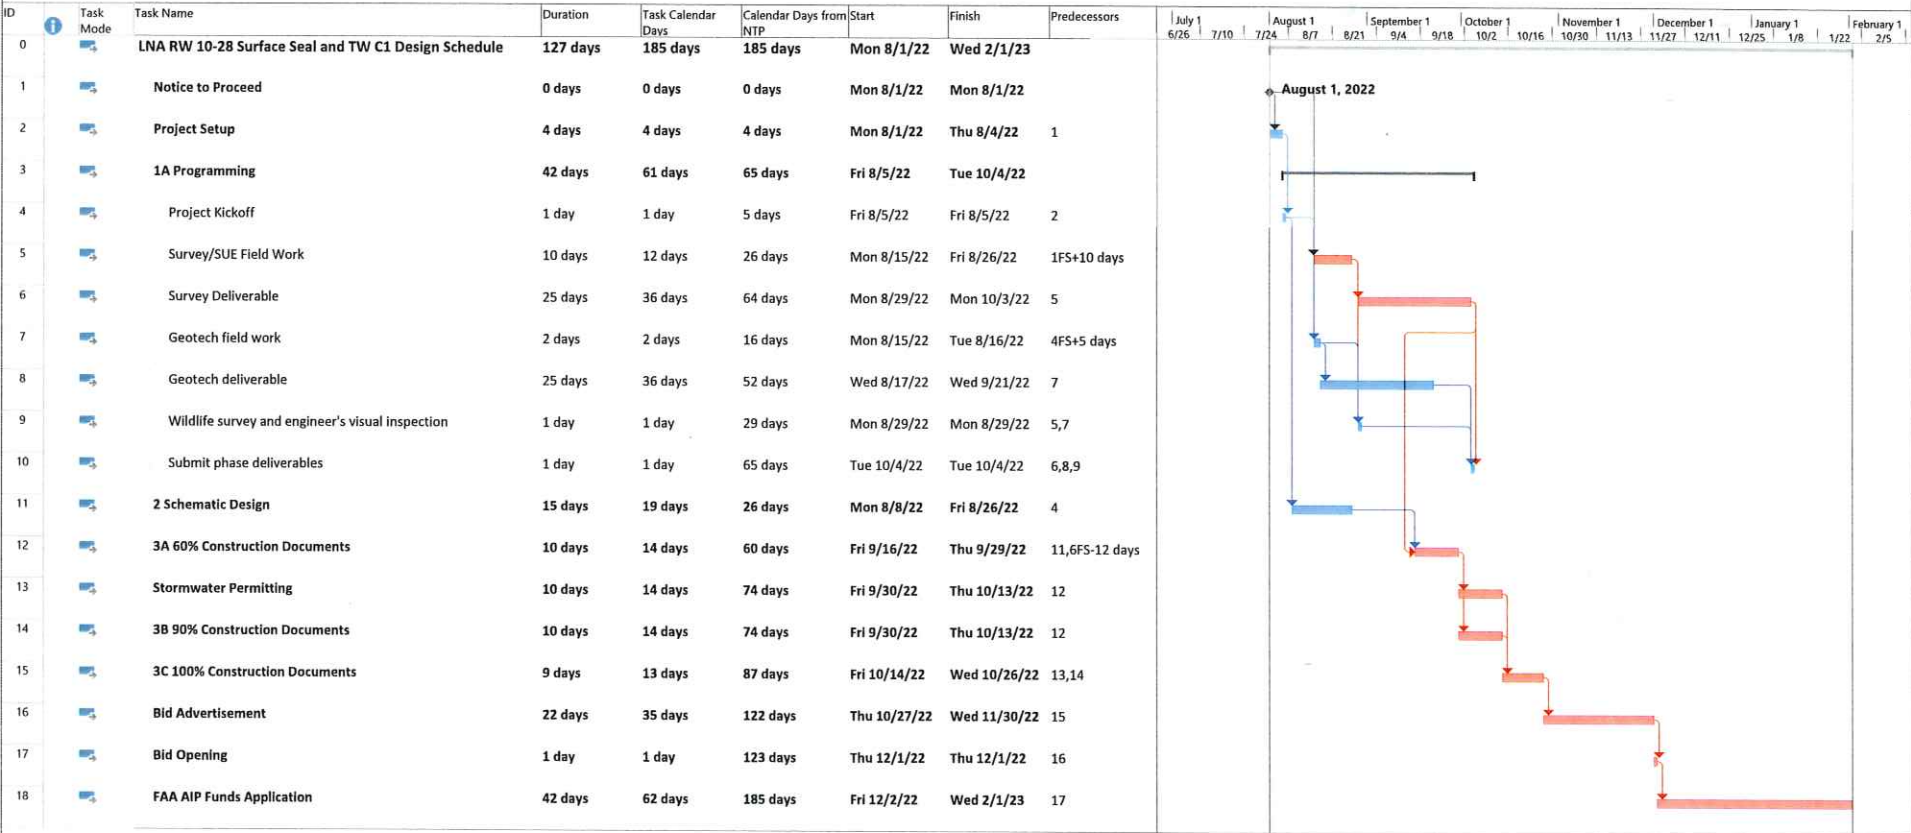 ID Task Mode Task Name Duration Task Calendar Days Calendar Days from NTP Start Finish Predecessors
July 1 August 1 September 1 October 1 November 1 December 1 January 1 February 1
6/26 7/10 7/24 8/7 8/21 9/4 9/18 10/2 10/16 10/30 11/13 11/27 12/11 12/25 1/8 1/22 2/5
0 LNA RW 10-28 Surface Seal and TW C1 Design Schedule 127 days 185 days 185 days Mon 8/1/22 Wed 2/1/23
1 Notice to Proceed 0 days 0 days 0 days Mon 8/1/22 Mon 8/1/22 August 1, 2022
2 Project Setup 4 days 4 days 4 days Mon 8/1/22 Thu 8/4/22 1
3 1A Programming 42 days 61 days 65 days Fri 8/5/22 Tue 10/4/22
4 Project Kickoff 1 day 1 day 5 days Fri 8/5/22 Fri 8/5/22 2
5 Survey/SUE Field Work 10 days 12 days 26 days Mon 8/15/22 Fri 8/26/22 1FS+10 days
6 Survey Deliverable 25 days 36 days 64 days Mon 8/29/22 Mon 10/3/22 5
7 Geotech field work 2 days 2 days 16 days Mon 8/15/22 Tue 8/16/22 4FS+5 days
8 Geotech deliverable 25 days 36 days 52 days Wed 8/17/22 Wed 9/21/22 7
9 Wildlife survey and engineer's visual inspection 1 day 1 day 29 days Mon 8/29/22 Mon 8/29/22 5,7
10 Submit phase deliverables 1 day 1 day 65 days Tue 10/4/22 Tue 10/4/22 6,8,9
11 2 Schematic Design 15 days 19 days 26 days Mon 8/8/22 Fri 8/26/22 4
12 3A 60% Construction Documents 10 days 14 days 60 days Fri 9/16/22 Thu 9/29/22 11,6FS-12 days
13 Stormwater Permitting 10 days 14 days 74 days Fri 9/30/22 Thu 10/13/22 12
14 3B 90% Construction Documents 10 days 14 days 74 days Fri 9/30/22 Thu 10/13/22 12
15 3C 100% Construction Documents 9 days 13 days 87 days Fri 10/14/22 Wed 10/26/22 13,14
16 Bid Advertisement 22 days 35 days 122 days Thu 10/27/22 Wed 11/30/22 15
17 Bid Opening 1 day 1 day 123 days Thu 12/1/22 Thu 12/1/22 16
18 FAA AIP Funds Application 42 days 62 days 185 days Fri 12/2/22 Wed 2/1/23 17